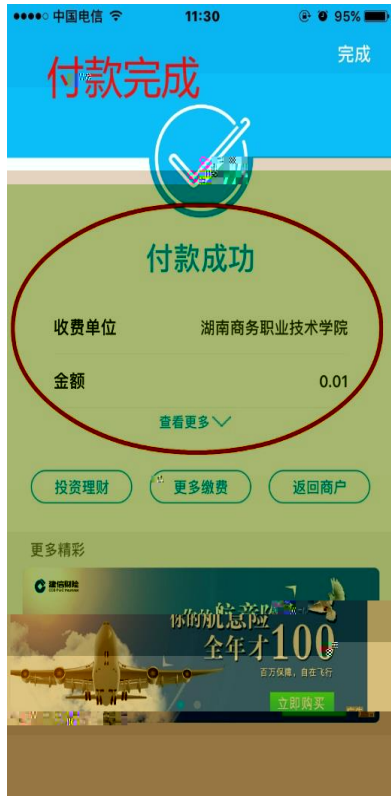 中国电信 11:30 95%
完成
付款完成
付款成功
收费单位 湖南商务职业技术学院
金额 0.01
查看更多
投资理财 更多缴费 返回商户
更多精彩
建信财险
你的航意险
全年才100
百万保障,自在飞行
立即购买